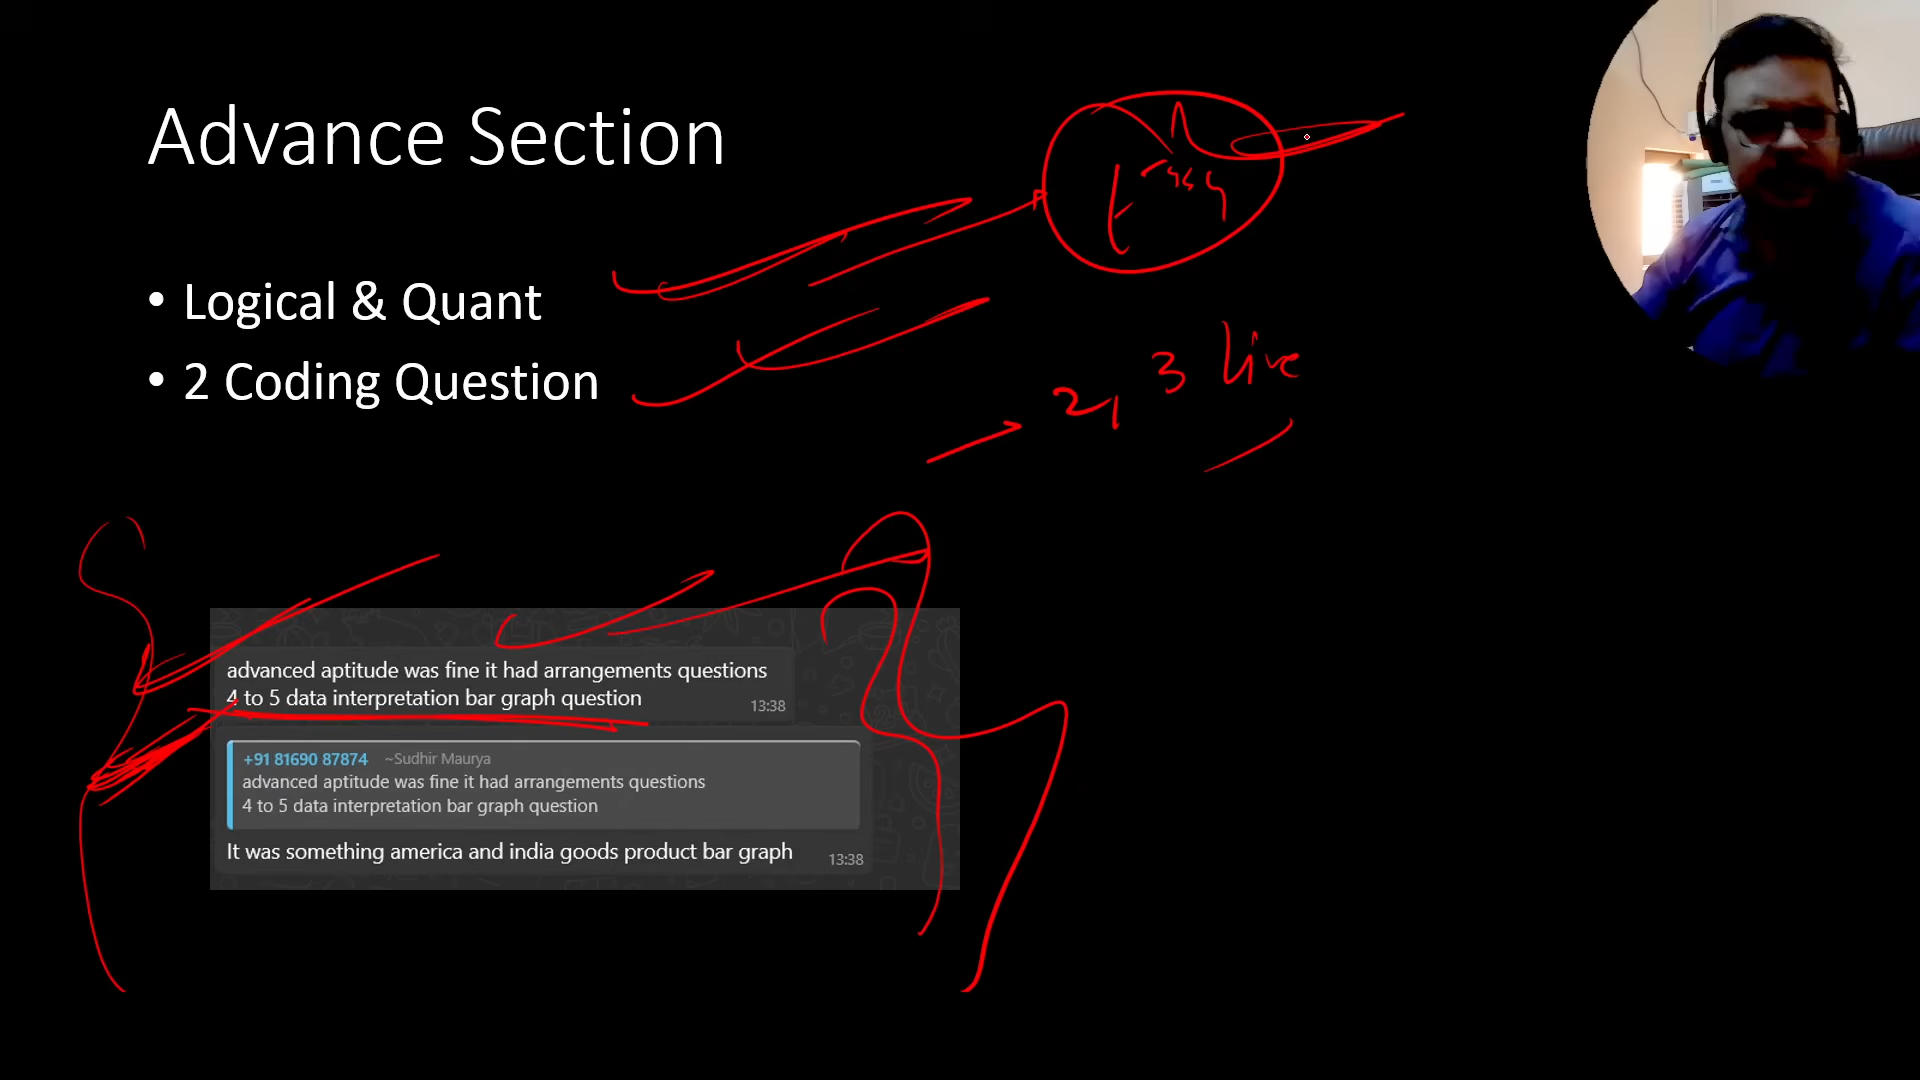 Advance Section
• Logical & Quant
• 2 Coding Question
2, 3 live
advanced aptitude was fine it had arrangements questions
4 to 5 data interpretation bar graph question
13:38
+91 81690 87874 ~Sudhir Maurya
advanced aptitude was fine it had arrangements questions
4 to 5 data interpretation bar graph question
It was something america and india goods product bar graph
13:38